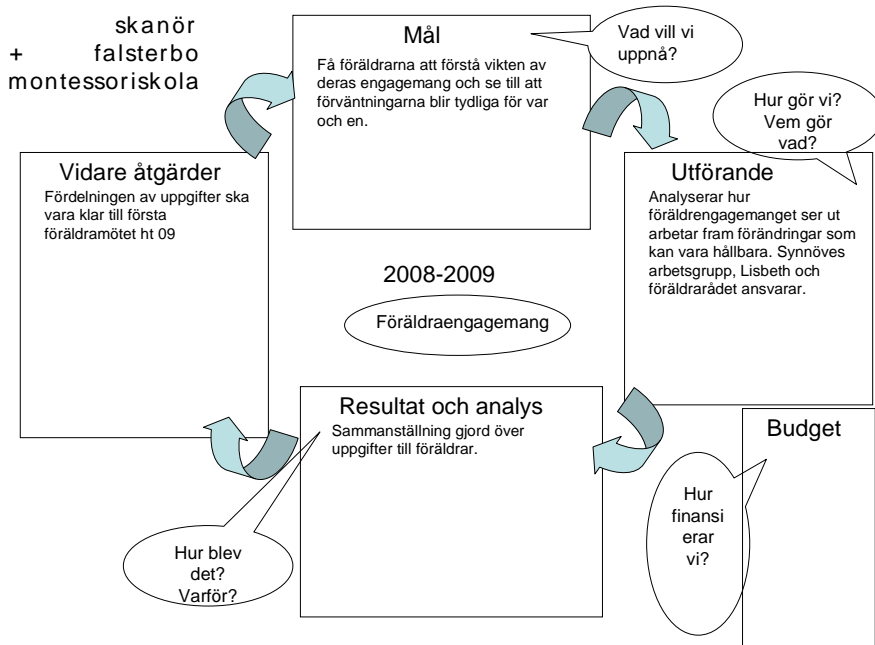 skanör
+ falsterbo
montessoriskola
Mål
Få föräldrarna att förstå vikten av
deras engagemang och se till att
förväntningarna blir tydliga för var
och en.
Vad vill vi
uppnå?
Hur gör vi?
Vem gör
vad?
Vidare åtgärder
Fördelningen av uppgifter ska
vara klar till första
föräldramötet ht 09
Utförande
Analyserar hur
föräldrengagemanget ser ut
arbetar fram förändringar som
kan vara hållbara. Synnöves
arbetsgrupp, Lisbeth och
föräldrarådet ansvarar.
2008-2009
Föräldraengagemang
Resultat och analys
Sammanställning gjord över
uppgifter till föräldrar.
Budget
Hur
finansi
erar
vi?
Hur blev
det?
Varför?